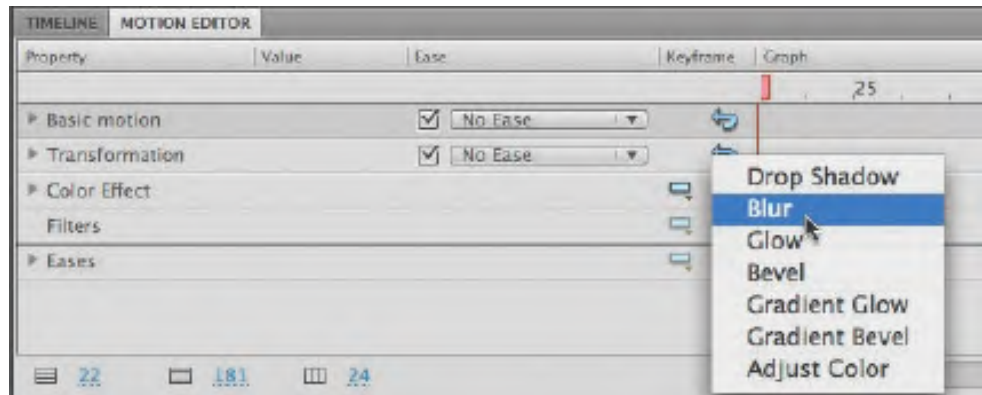 TIMELINE MOTION EDITOR
Property Value Ease Keyframe Graph
25
Basic motion No Ease
Transformation No Ease
Color Effect
Filters
Eases
Drop Shadow
Blur
Glow
Bevel
Gradient Glow
Gradient Bevel
Adjust Color
22 181 24